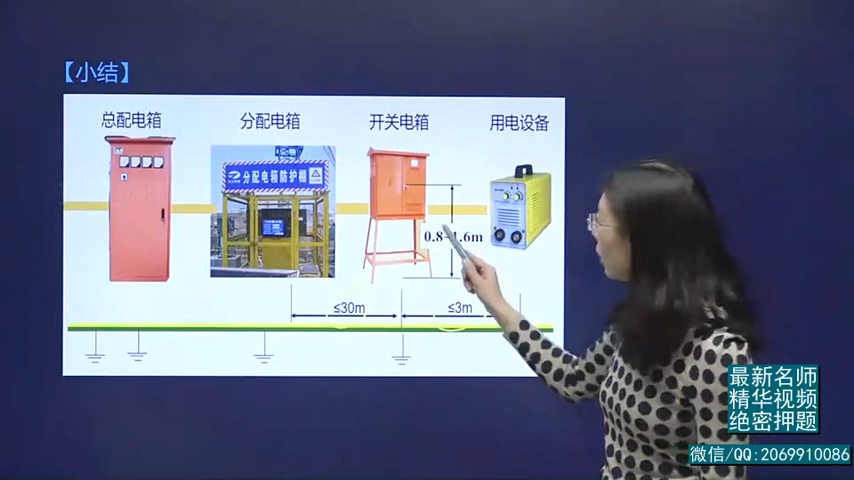 【小结】
总配电箱
分配电箱
开关电箱
用电设备
分配电箱防护棚
0.8~1.6m
≤30m
≤3m
最新名师
精华视频
绝密押题
微信/QQ:2069910086